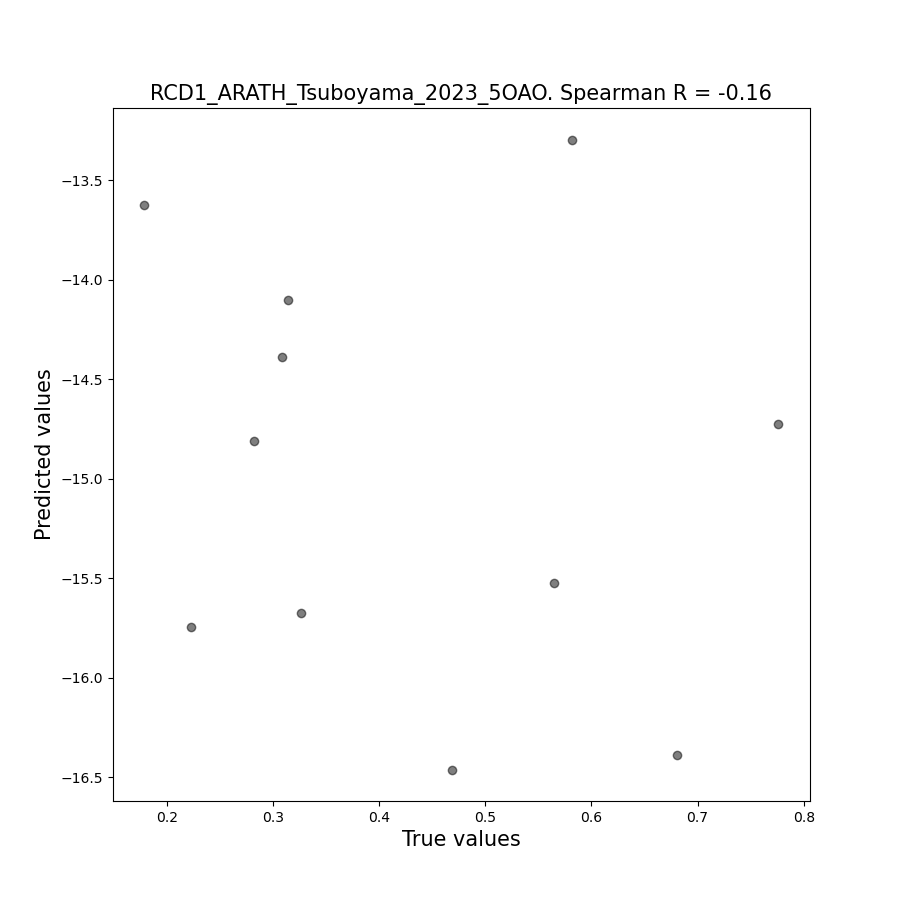 RCD1_ARATH_Tsuboyama_2023_5OAO. Spearman R = -0.16
Predicted values
−13.5
−14.0
−14.5
−15.0
−15.5
−16.0
−16.5
0.2 0.3 0.4 0.5 0.6 0.7 0.8
True values